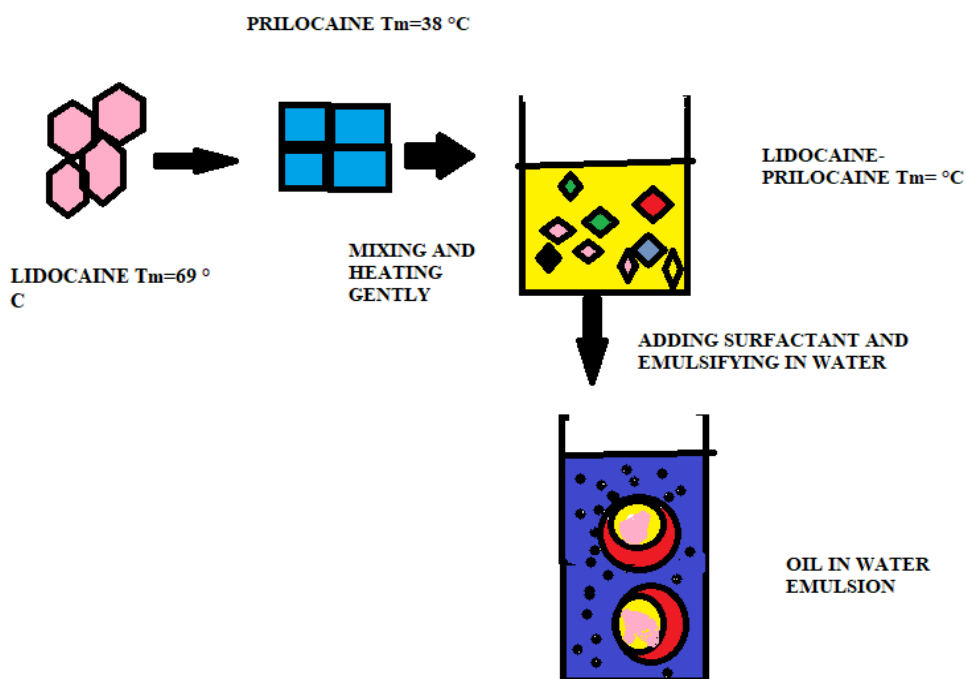 PRILOCAINE Tm=38 °C
LIDOCAINE-
PRILOCAINE Tm= °C
LIDOCAINE Tm=69 °
C
MIXING AND
HEATING
GENTLY
ADDING SURFACTANT AND
EMULSIFYING IN WATER
OIL IN WATER
EMULSION